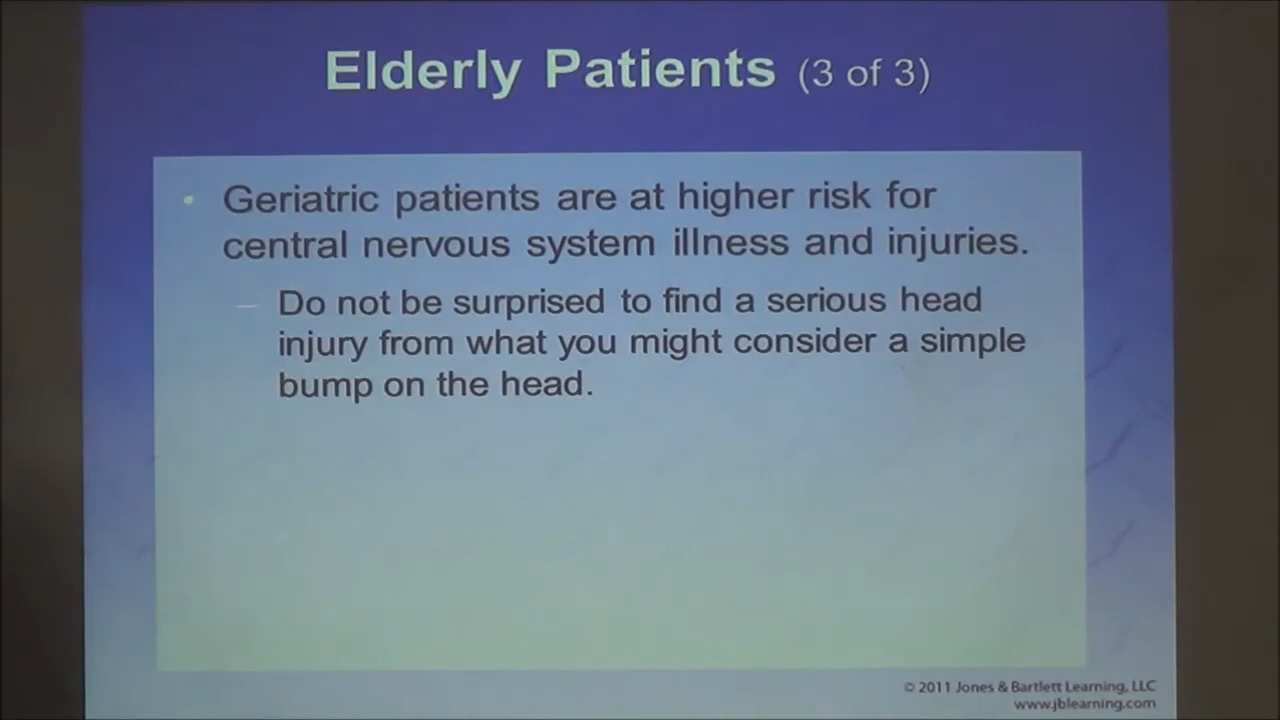 Elderly Patients (3 of 3)
• Geriatric patients are at higher risk for
central nervous system illness and injuries.
– Do not be surprised to find a serious head
injury from what you might consider a simple
bump on the head.
© 2011 Jones & Bartlett Learning, LLC
www.jblearning.com